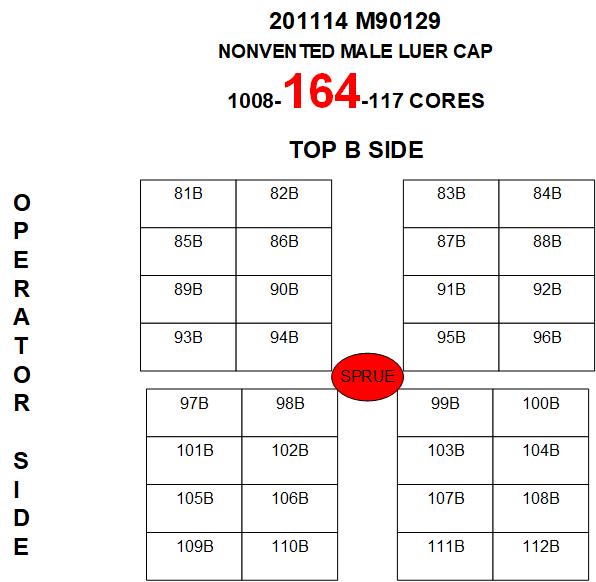 201114 M90129
NONVENTED MALE LUER CAP
1008-164-117 CORES
TOP B SIDE
OPERATOR SIDE
81B 82B 83B 84B
85B 86B 87B 88B
89B 90B 91B 92B
93B 94B 95B 96B
SPRUE
97B 98B 99B 100B
101B 102B 103B 104B
105B 106B 107B 108B
109B 110B 111B 112B